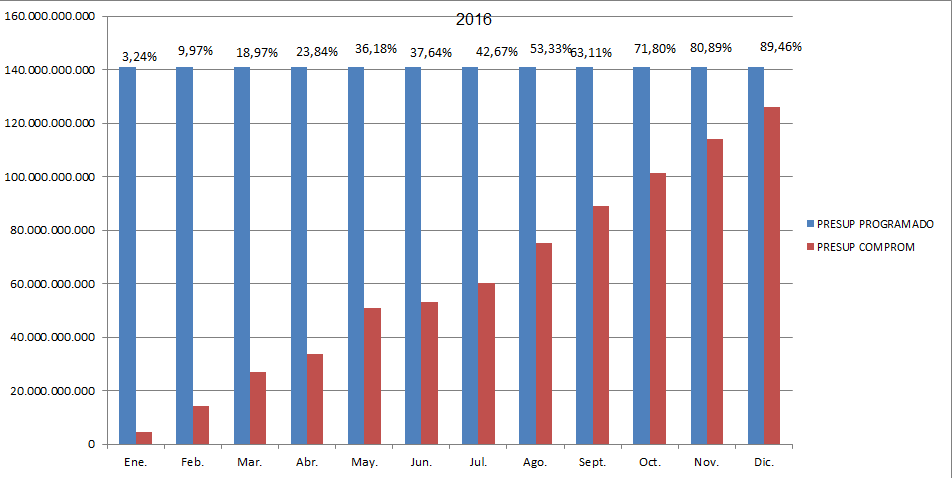 2016
160.000.000.000
140.000.000.000
120.000.000.000
100.000.000.000
80.000.000.000
60.000.000.000
40.000.000.000
20.000.000.000
0
3,24% 9,97% 18,97% 23,84% 36,18% 37,64% 42,67% 53,33% 63,11% 71,80% 80,89% 89,46%
Ene. Feb. Mar. Abr. May. Jun. Jul. Ago. Sept. Oct. Nov. Dic.
PRESUP PROGRAMADO
PRESUP COMPROM